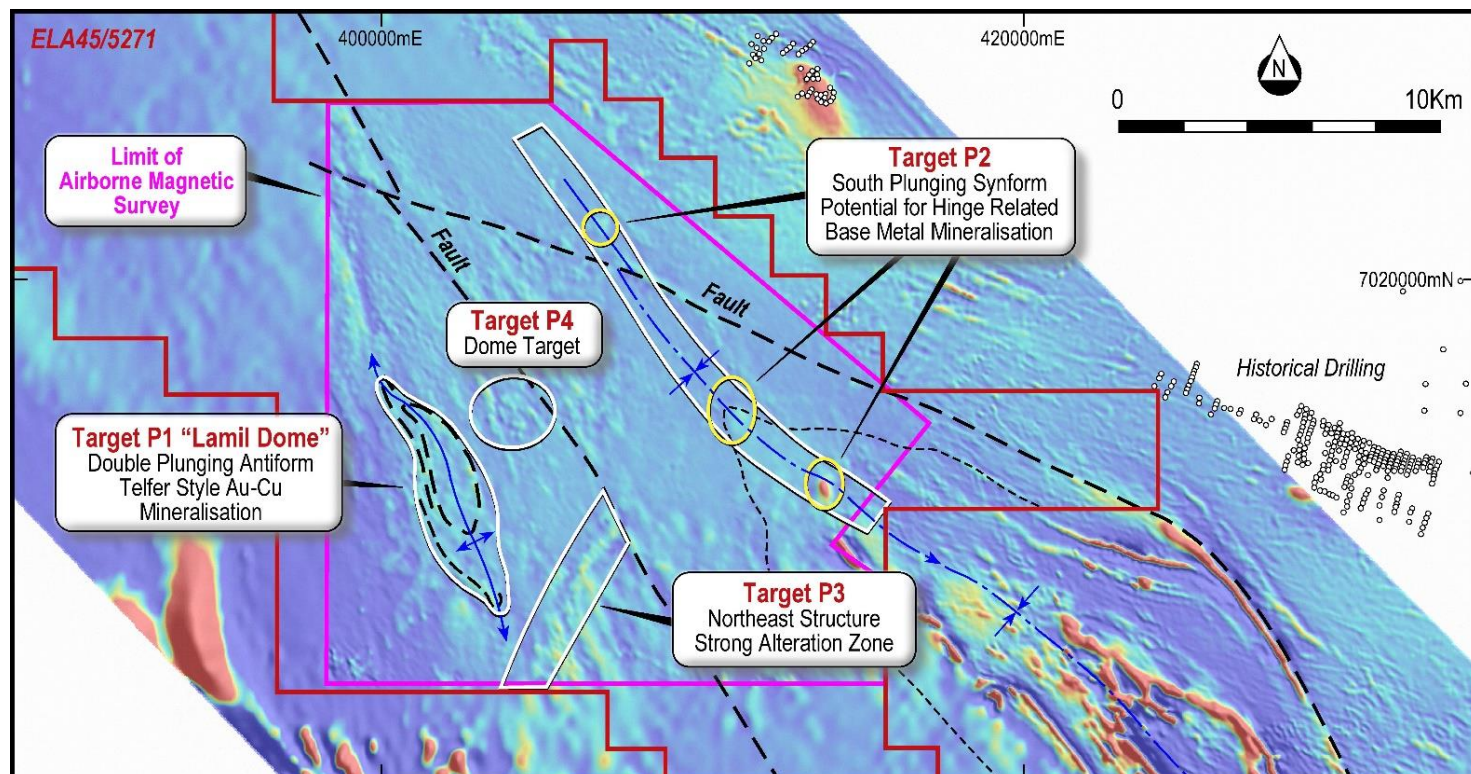 ELA45/5271
400000mE
420000mE
N
0
10Km
Limit of
Airborne Magnetic
Survey
Target P2
South Plunging Synform
Potential for Hinge Related
Base Metal Mineralisation
Fault
Fault
7020000mN
Target P4
Dome Target
Historical Drilling
Target P1 “Lamil Dome”
Double Plunging Antiform
Telfer Style Au-Cu
Mineralisation
Target P3
Northeast Structure
Strong Alteration Zone